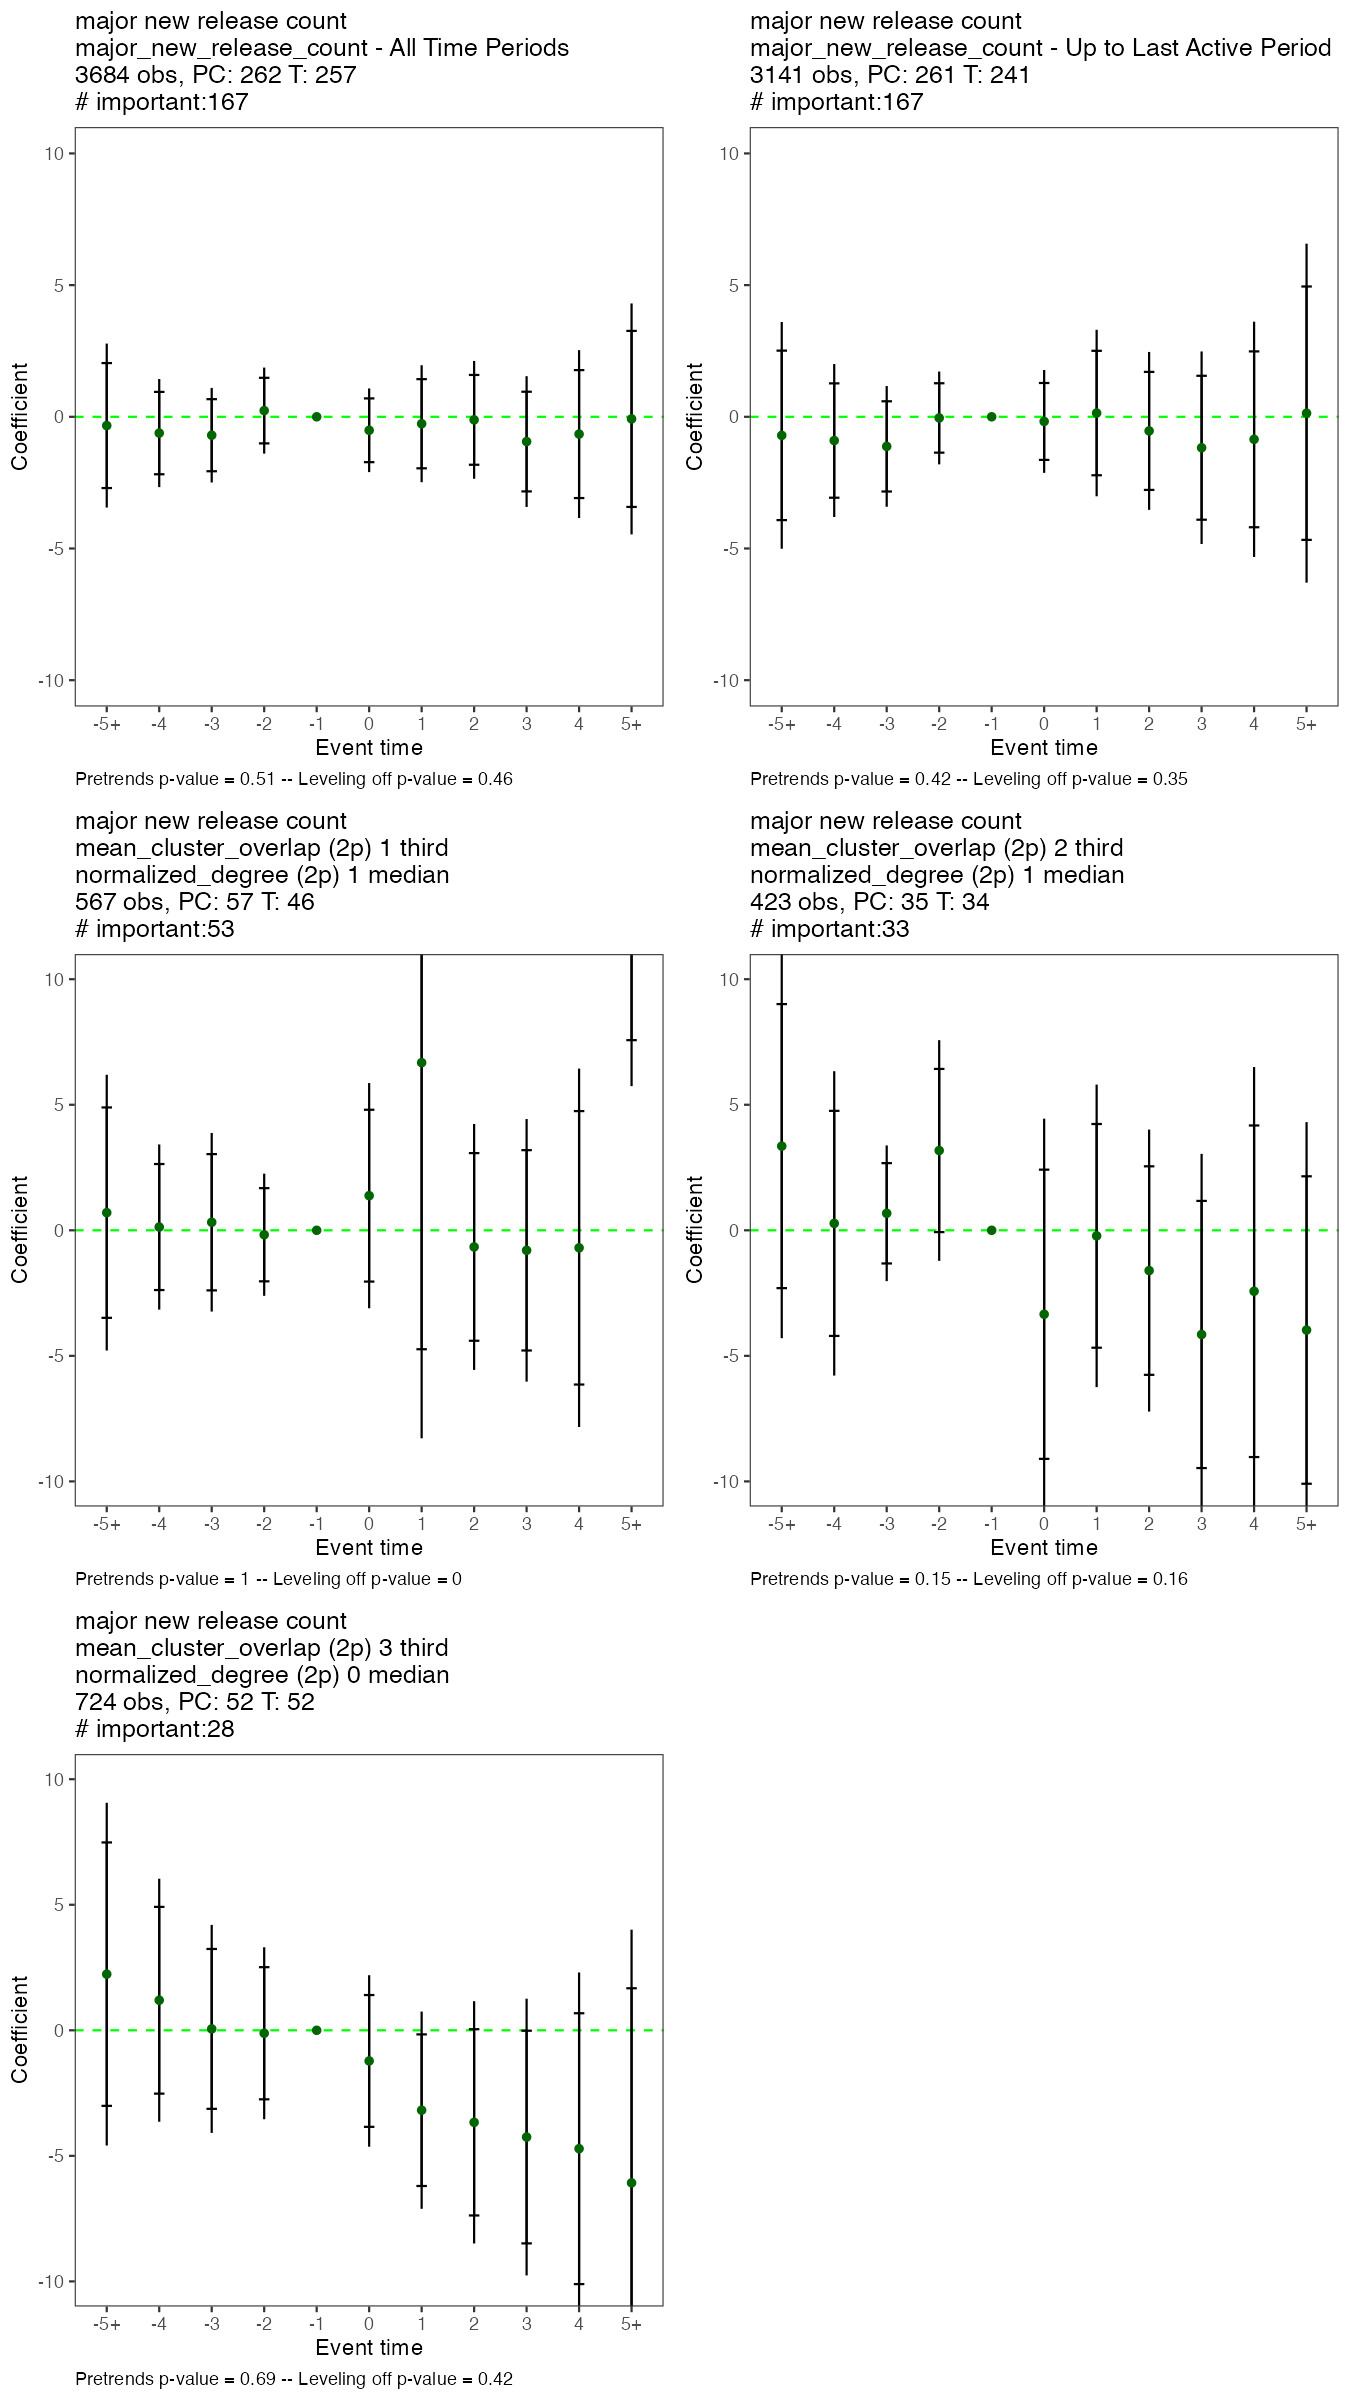 major new release count
major_new_release_count - All Time Periods
3684 obs, PC: 262 T: 257
# important:167
10
5
0
-5
-10
Coefficient
-5+ -4 -3 -2 -1 0 1 2 3 4 5+
Event time
Pretrends p-value = 0.51 -- Leveling off p-value = 0.46
major new release count
major_new_release_count - Up to Last Active Period
3141 obs, PC: 261 T: 241
# important:167
10
5
0
-5
-10
Coefficient
-5+ -4 -3 -2 -1 0 1 2 3 4 5+
Event time
Pretrends p-value = 0.42 -- Leveling off p-value = 0.35
major new release count
mean_cluster_overlap (2p) 1 third
normalized_degree (2p) 1 median
567 obs, PC: 57 T: 46
# important:53
10
5
0
-5
-10
Coefficient
-5+ -4 -3 -2 -1 0 1 2 3 4 5+
Event time
Pretrends p-value = 1 -- Leveling off p-value = 0
major new release count
mean_cluster_overlap (2p) 2 third
normalized_degree (2p) 1 median
423 obs, PC: 35 T: 34
# important:33
10
5
0
-5
-10
Coefficient
-5+ -4 -3 -2 -1 0 1 2 3 4 5+
Event time
Pretrends p-value = 0.15 -- Leveling off p-value = 0.16
major new release count
mean_cluster_overlap (2p) 3 third
normalized_degree (2p) 0 median
724 obs, PC: 52 T: 52
# important:28
10
5
0
-5
-10
Coefficient
-5+ -4 -3 -2 -1 0 1 2 3 4 5+
Event time
Pretrends p-value = 0.69 -- Leveling off p-value = 0.42